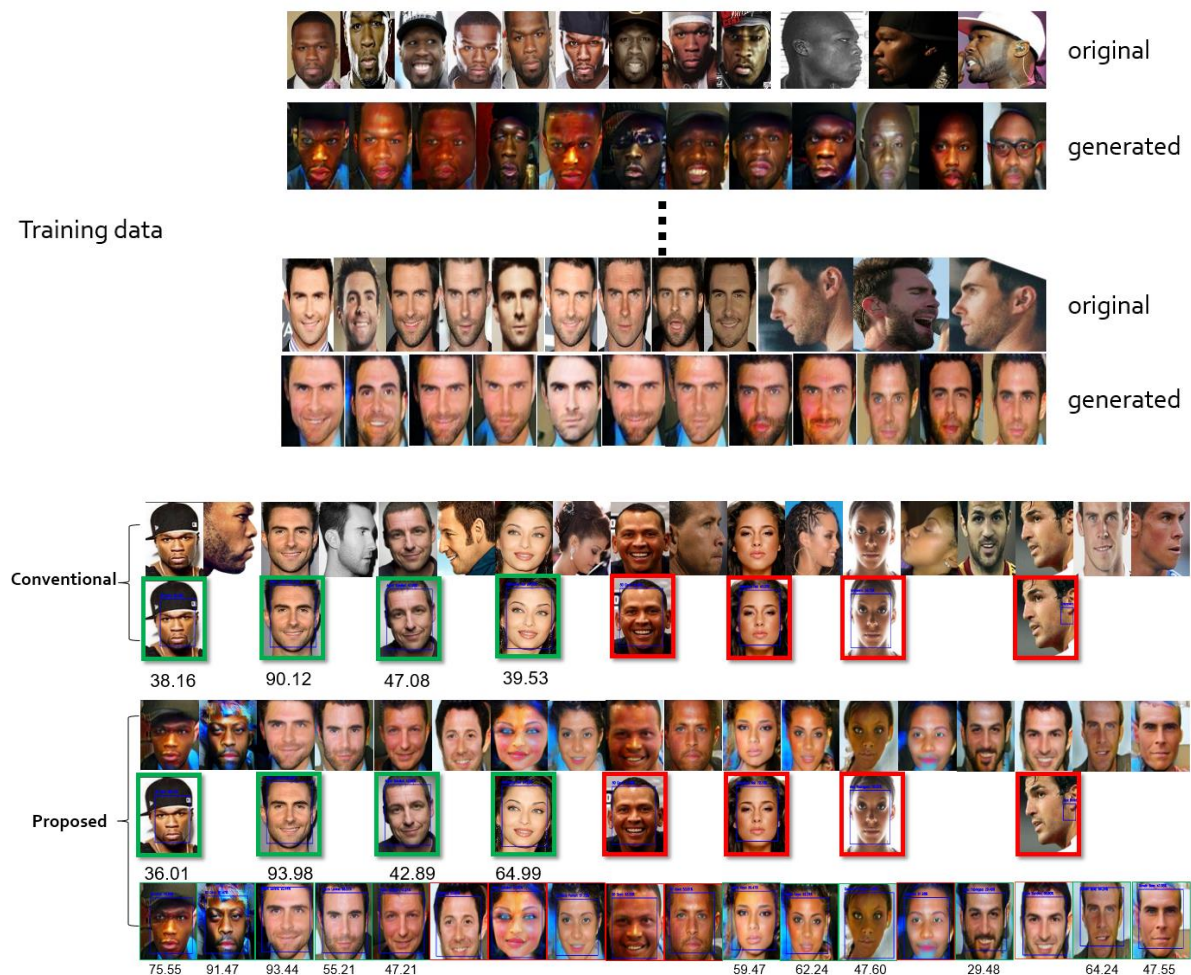 original
generated
Training data
original
generated
Conventional
38.16 90.12 47.08 39.53
Proposed
36.01 93.98 42.89 64.99
75.55 91.47 93.44 55.21 47.21 59.47 62.24 47.60 29.48 64.24 47.55